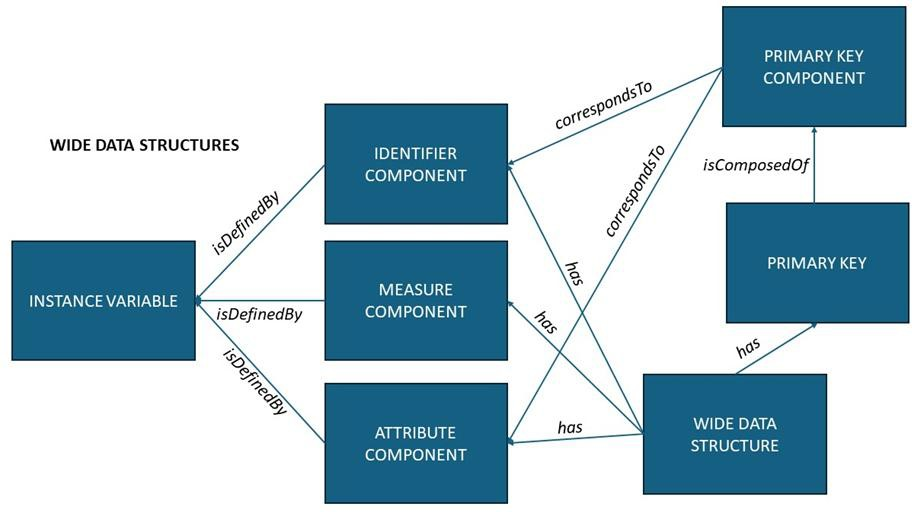 WIDE DATA STRUCTURES
PRIMARY KEY
COMPONENT
correspondsTo
IDENTIFIER
COMPONENT
isComposedOf
correspondsTo
isDefinedBy
PRIMARY KEY
has
INSTANCE VARIABLE
MEASURE
COMPONENT
isDefinedBy
has
has
isDefinedBy
ATTRIBUTE
COMPONENT
has
WIDE DATA
STRUCTURE